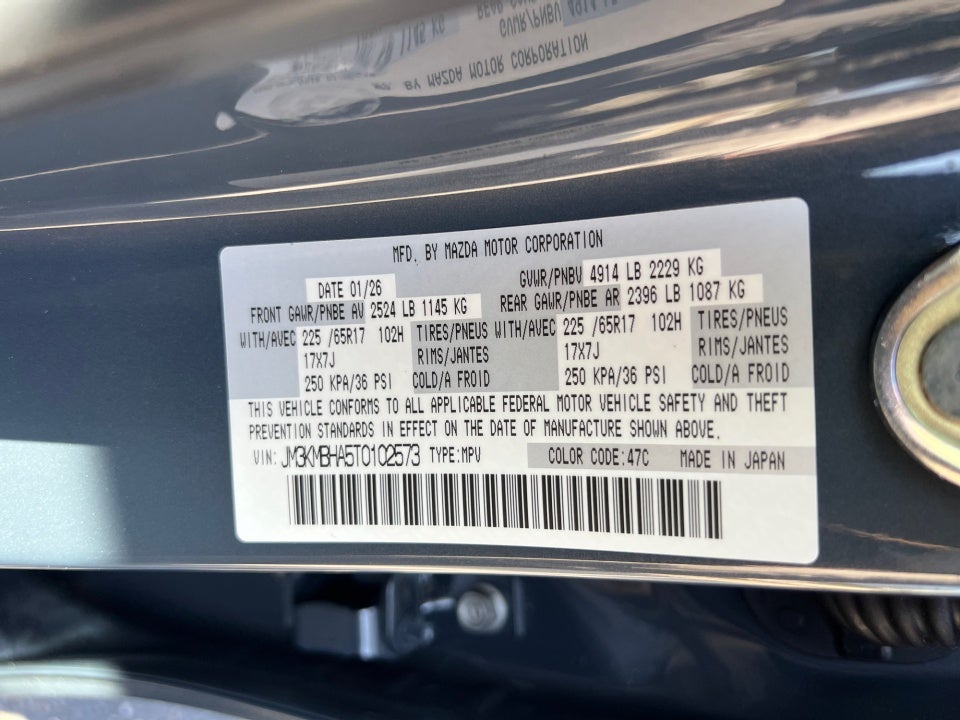 MFD. BY MAZDA MOTOR CORPORATION
DATE 01/26 GVWR/PNBV 4914 LB 2229 KG
FRONT GAWR/PNBE AV 2524 LB 1145 KG REAR GAWR/PNBE AR 2396 LB 1087 KG
WITH/AVEC 225 /65R17 102H TIRES/PNEUS WITH/AVEC 225 /65R17 102H TIRES/PNEUS
17X7J RIMS/JANTES 17X7J RIMS/JANTES
250 KPA/36 PSI COLD/A FROID 250 KPA/36 PSI COLD/A FROID
THIS VEHICLE CONFORMS TO ALL APPLICABLE FEDERAL MOTOR VEHICLE SAFETY AND THEFT
PREVENTION STANDARDS IN EFFECT ON THE DATE OF MANUFACTURE SHOWN ABOVE.
VIN: JM3KMBHA5T0102573 TYPE:MPV COLOR CODE:47C MADE IN JAPAN